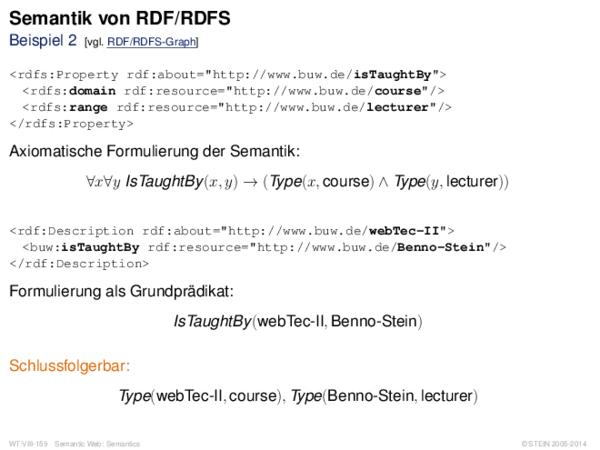 Semantik von RDF/RDFS
Beispiel 2 [vgl. RDF/RDFS-Graph]
<rdfs:Property rdf:about="http://www.buw.de/isTaughtBy">
<rdfs:domain rdf:resource="http://www.buw.de/course"/>
<rdfs:range rdf:resource="http://www.buw.de/lecturer"/>
</rdfs:Property>
Axiomatische Formulierung der Semantik:
∀x∀y IsTaughtBy(x, y) → (Type(x, course) ∧ Type(y, lecturer))
<rdf:Description rdf:about="http://www.buw.de/webTec-II">
<buw:isTaughtBy rdf:resource="http://www.buw.de/Benno-Stein"/>
</rdf:Description>
Formulierung als Grundprädikat:
IsTaughtBy(webTec-II, Benno-Stein)
Schlussfolgerbar:
Type(webTec-II, course), Type(Benno-Stein, lecturer)
WT:VIII-159 Semantic Web: Semantics © STEIN 2005-2014